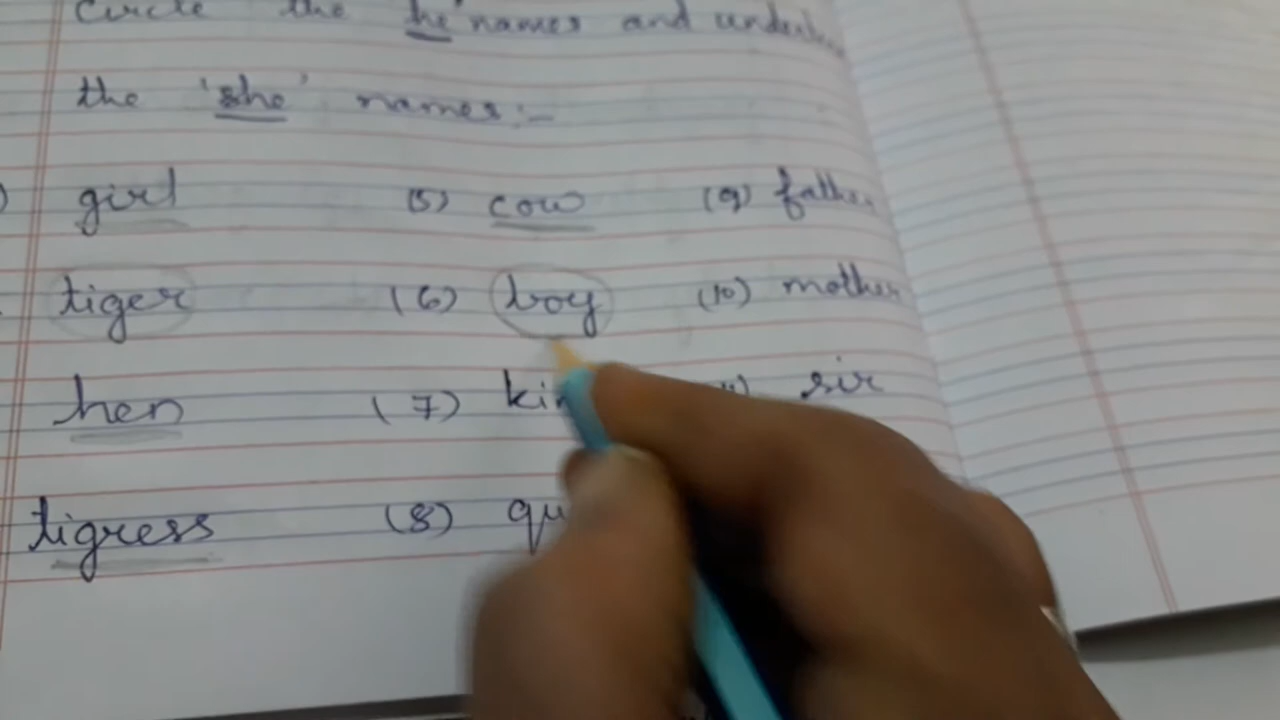 Circle the 'he' names and
the 'she' names:-
girl (5) cow (9) father
tiger (6) boy (10) mother
hen (7) sir
tigress (8)